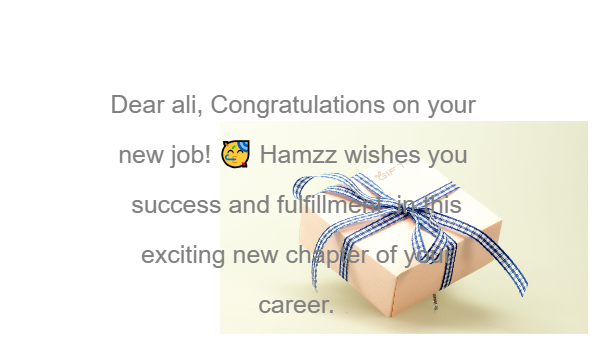 Dear ali, Congratulations on your
new job! 🥳 Hamzz wishes you
success and fulfillment in this
exciting new chapter of your
career.